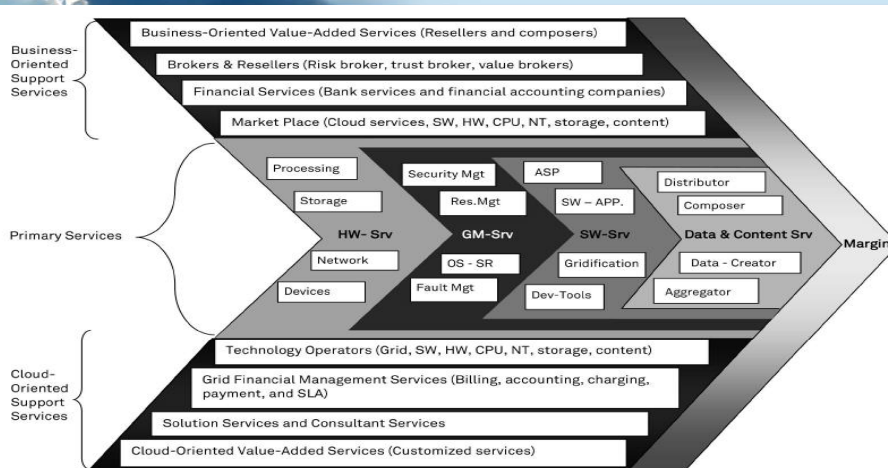 Business-
Oriented
Support
Services
Business-Oriented Value-Added Services (Resellers and composers)
Brokers & Resellers (Risk broker, trust broker, value brokers)
Financial Services (Bank services and financial accounting companies)
Market Place (Cloud services, SW, HW, CPU, NT, storage, content)
Primary Services
Processing
Storage
HW- Srv
Network
Devices
Security Mgt
Res.Mgt
GM-Srv
OS - SR
Fault Mgt
ASP
SW – APP.
SW-Srv
Gridification
Dev-Tools
Distributor
Composer
Data & Content Srv
Data - Creator
Aggregator
Margin
Cloud-
Oriented
Support
Services
Technology Operators (Grid, SW, HW, CPU, NT, storage, content)
Grid Financial Management Services (Billing, accounting, charging,
payment, and SLA)
Solution Services and Consultant Services
Cloud-Oriented Value-Added Services (Customized services)